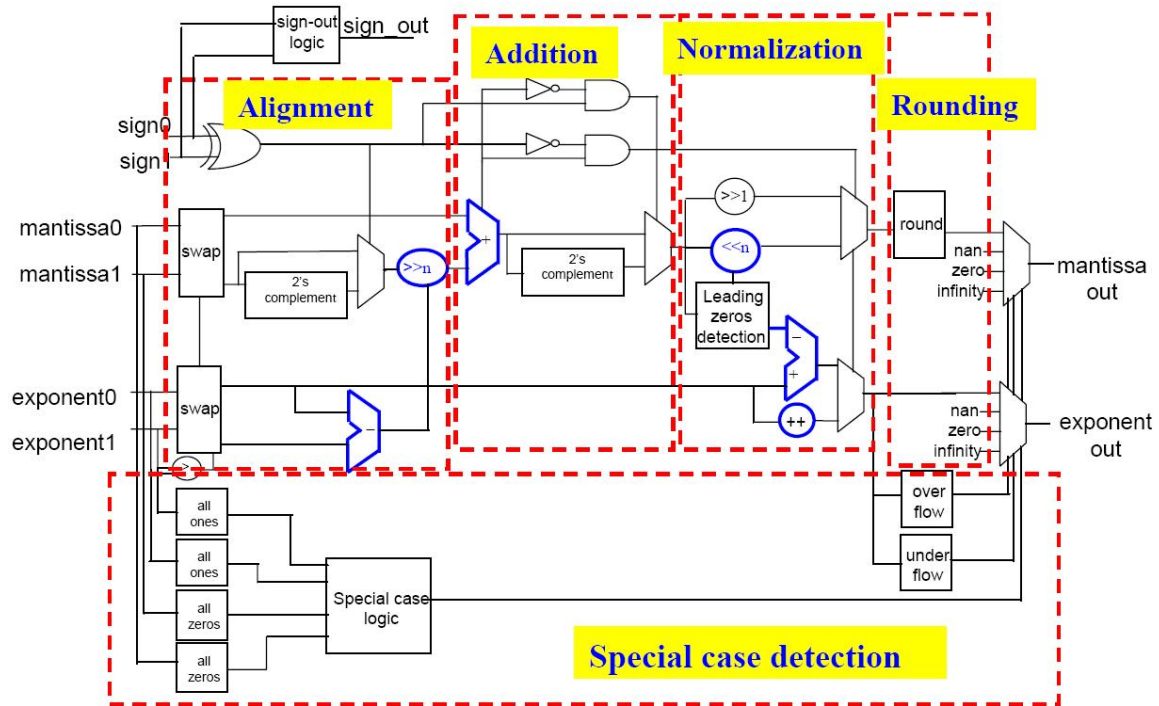 sign-out
logic
sign_out
Alignment
Addition
Normalization
Rounding
sign0
sign1
mantissa0
mantissa1
swap
2's
complement
>>n
+
2's
complement
>>1
<<n
Leading
zeros
detection
round
nan
zero
infinity
mantissa
out
exponent0
exponent1
swap
>
−
−
+
++
nan
zero
infinity
exponent
out
all
ones
all
ones
all
zeros
all
zeros
Special case
logic
over
flow
under
flow
Special case detection